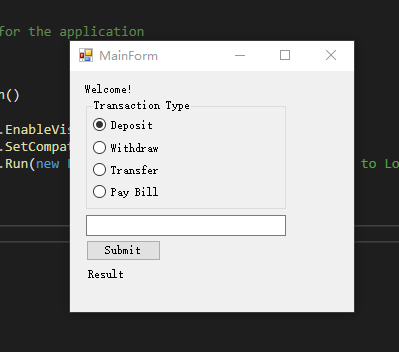 for the application
MainForm
Welcome!
Transaction Type
Deposit
Withdraw
Transfer
Pay Bill
Submit
Result
()
.EnableVis
.SetCompat
.Run(new
to Lo